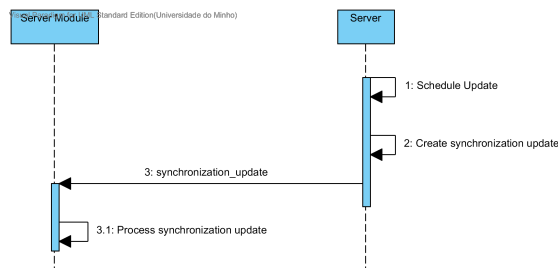 Server Module
Standard Edition(Universidade do Minho)
Server
1: Schedule Update
2: Create synchronization update
3: synchronization_update
3.1: Process synchronization update